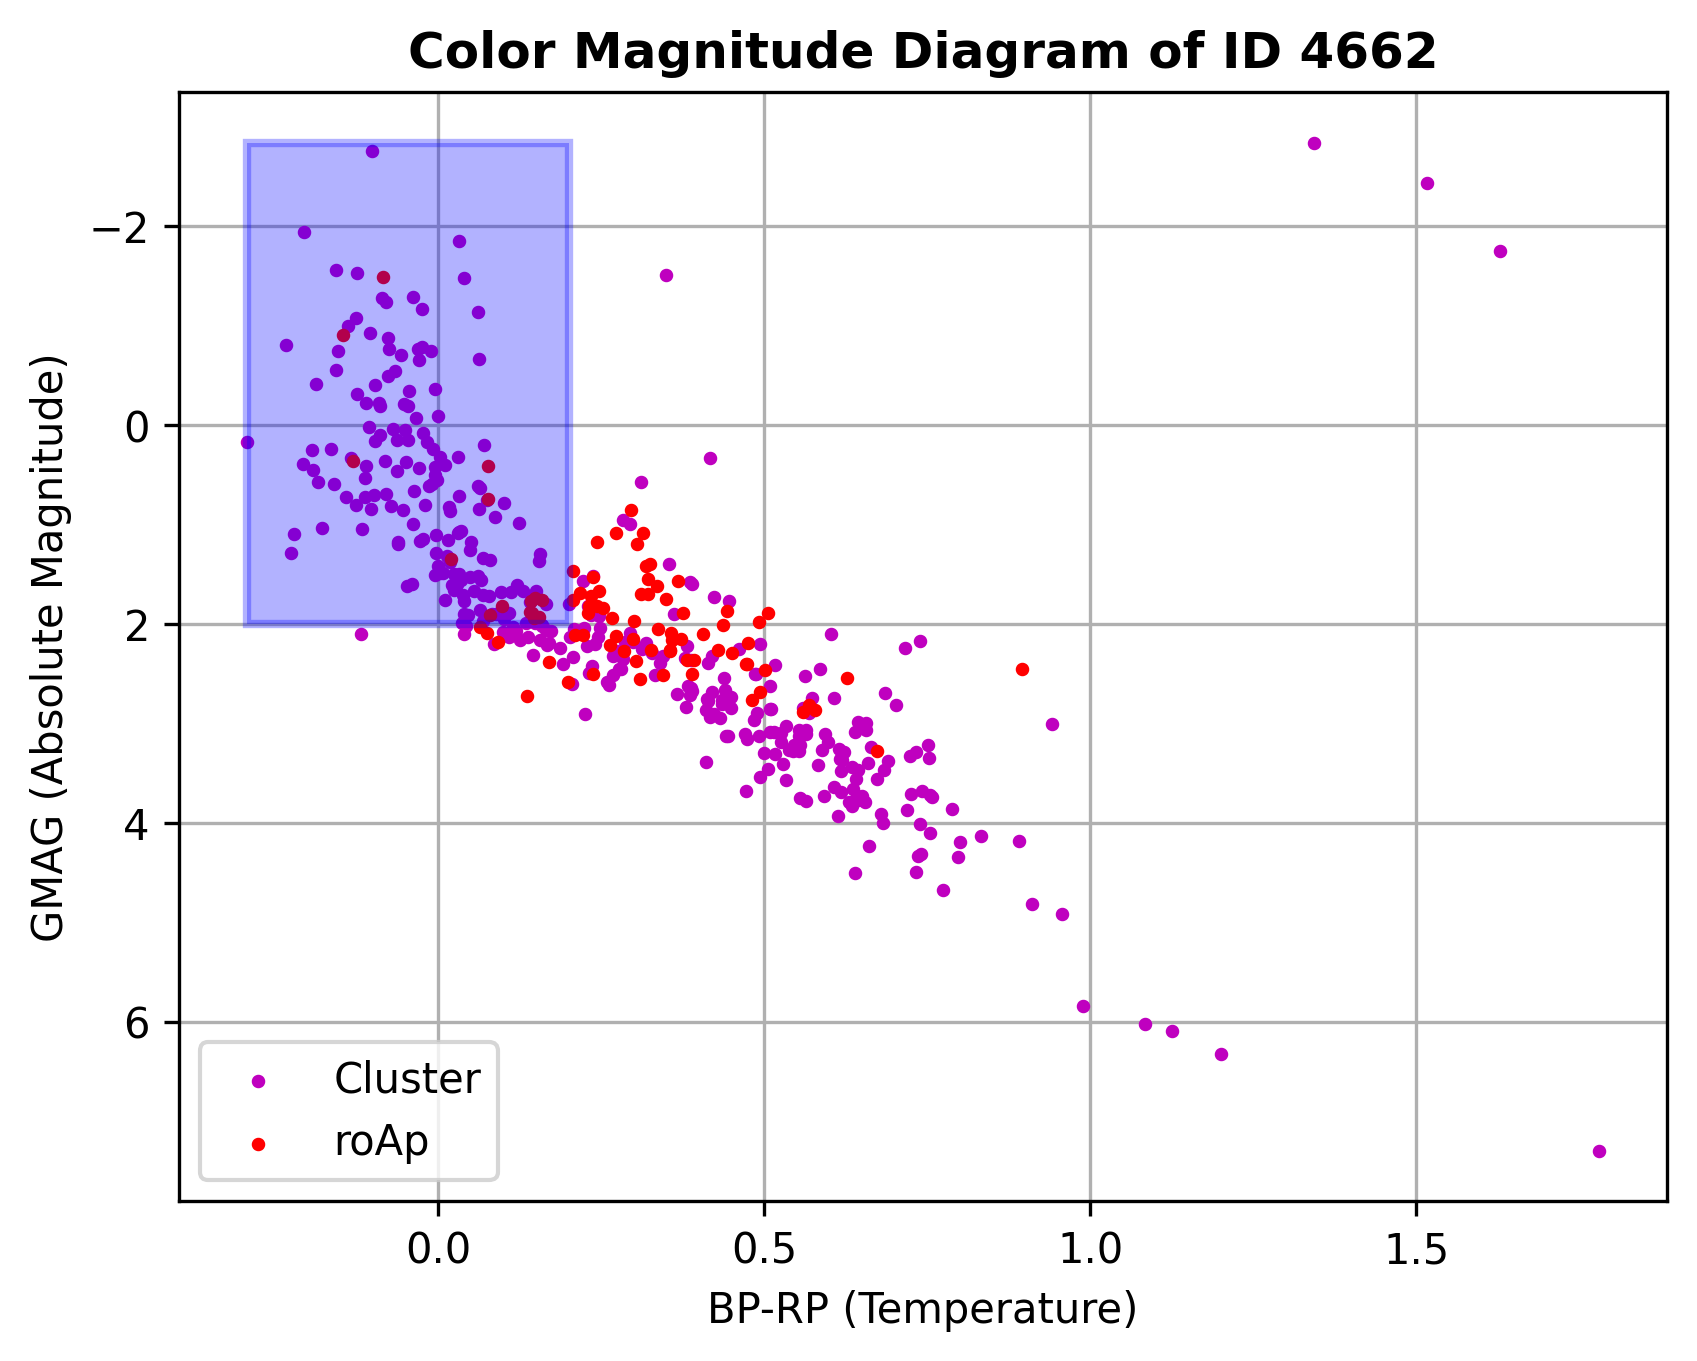 Color Magnitude Diagram of ID 4662
GMAG (Absolute Magnitude)
−2
0
2
4
6
Cluster
roAp
0.0 0.5 1.0 1.5
BP-RP (Temperature)